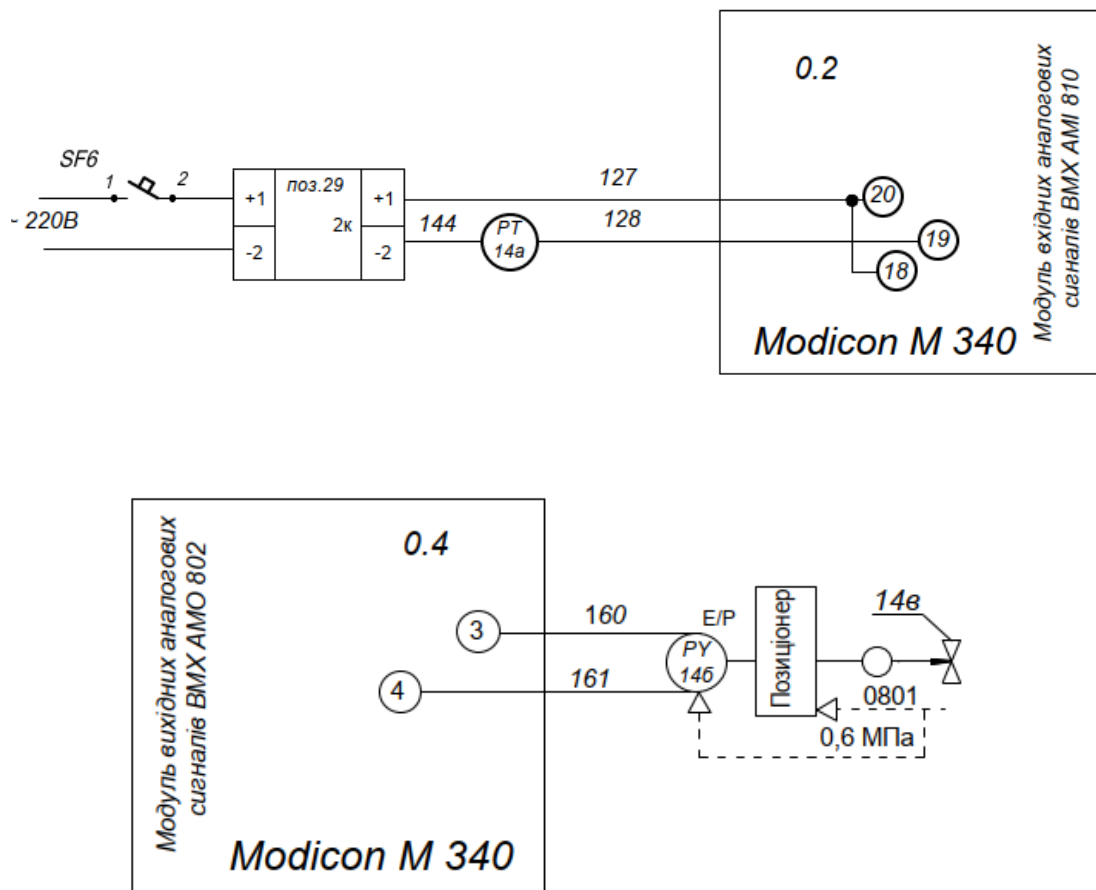 0.2
Модуль вхідних аналогових
сигналів BMX AMI 810
SF6
1
2
~ 220В
+1
-2
поз.29
2к
+1
-2
127
144
PT
14а
128
20
19
18
Modicon M 340
Модуль вихідних аналогових
сигналів BMX AMO 802
0.4
3
4
160
161
E/P
PY
14б
Позиціонер
14в
0801
0,6 МПа
Modicon M 340